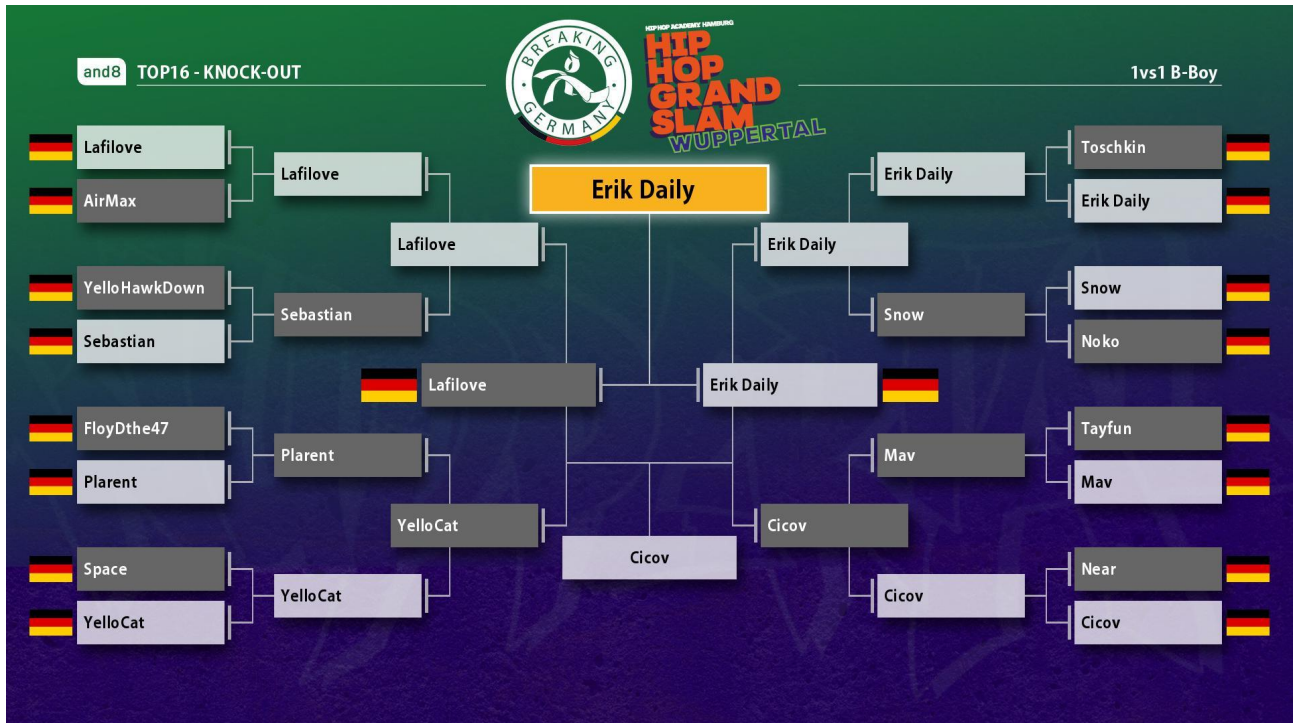 and8 TOP16 - KNOCK-OUT
BREAKING
GERMANY
HIPHOP ACADEMY HAMBURG
HIP
HOP
GRAND
SLAM
WUPPERTAL
1vs1 B-Boy
Erik Daily
Lafilove
AirMax
YelloHawkDown
Sebastian
FloyDthe47
Plarent
Space
YelloCat
Lafilove
Sebastian
Plarent
YelloCat
Lafilove
YelloCat
Lafilove
Erik Daily
Cicov
Erik Daily
Cicov
Erik Daily
Snow
Mav
Cicov
Toschkin
Erik Daily
Snow
Noko
Tayfun
Mav
Near
Cicov